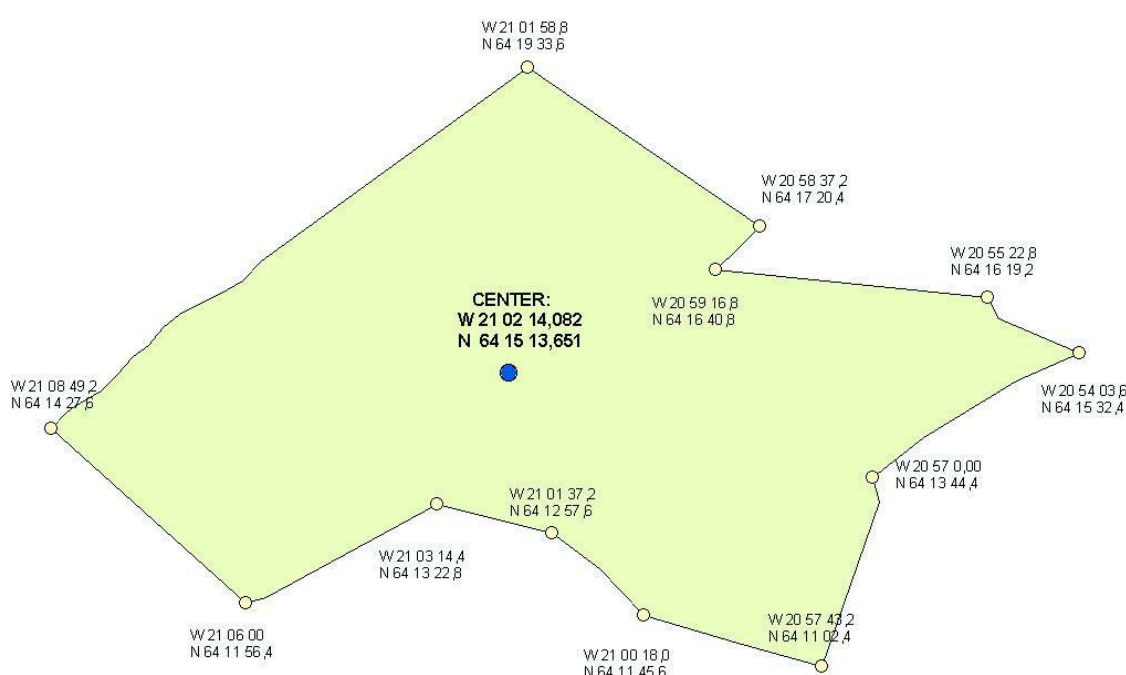 W 21 01 58,8
N 64 19 33,6
W 20 58 37,2
N 64 17 20,4
W 20 55 22,8
N 64 16 19,2
W 20 59 16,8
N 64 16 40,8
CENTER:
W 21 02 14,082
N 64 15 13,651
W 21 08 49,2
N 64 14 27,6
W 20 54 03,6
N 64 15 32,4
W 20 57 0,00
N 64 13 44,4
W 21 01 37,2
N 64 12 57,6
W 21 03 14,4
N 64 13 22,8
W 20 57 43,2
N 64 11 02,4
W 21 06 00
N 64 11 56,4
W 21 00 18,0
N 64 11 45,6